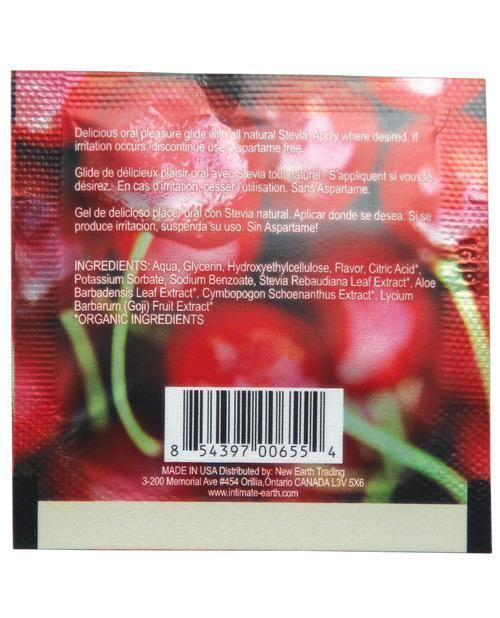 Delicious oral pleasure glide with all natural Stevia. Apply where desired. If
irritation occurs, discontinue use. Aspartame free.
Glide de délicieux plaisir oral avec Stevia tout naturel. S'appliquent si vous le
désirez. En cas d'irritation, cesser l'utilisation. Sans Aspartame.
Gel de delicioso placer oral con Stevia natural. Aplicar donde se desea. Si se
produce irritacion, suspenda su uso. Sin Aspartame!
INGREDIENTS: Aqua, Glycerin, Hydroxyethylcellulose, Flavor, Citric Acid*,
Potassium Sorbate, Sodium Benzoate, Stevia Rebaudiana Leaf Extract*, Aloe
Barbadensis Leaf Extract*, Cymbopogon Schoenanthus Extract*, Lycium
Barbarum (Goji) Fruit Extract*
*ORGANIC INGREDIENTS
8 54397 00655 4
MADE IN USA Distributed by: New Earth Trading
3-200 Memorial Ave #454 Orillia,Ontario CANADA L3V 5X6
www.intimate-earth.com